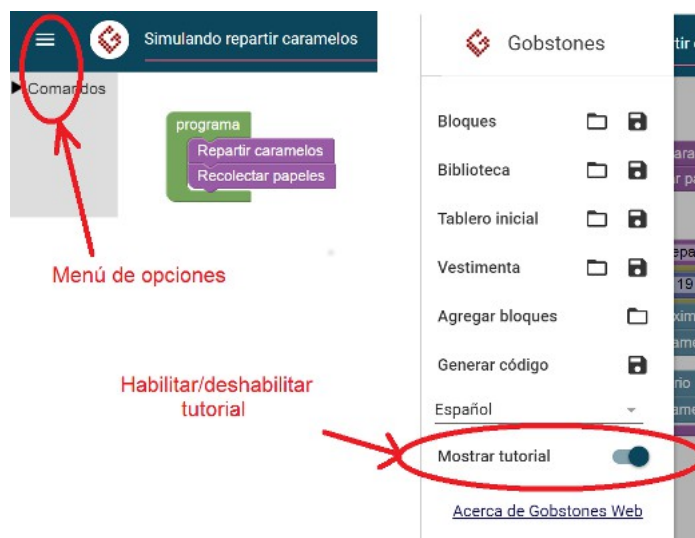 Simulando repartir caramelos
Comandos
programa
Repartir caramelos
Recolectar papeles
Menú de opciones
Habilitar/deshabilitar
tutorial
Gobstones
Bloques
Biblioteca
Tablero inicial
Vestimenta
Agregar bloques
Generar código
Español
Mostrar tutorial
Acerca de Gobstones Web
19